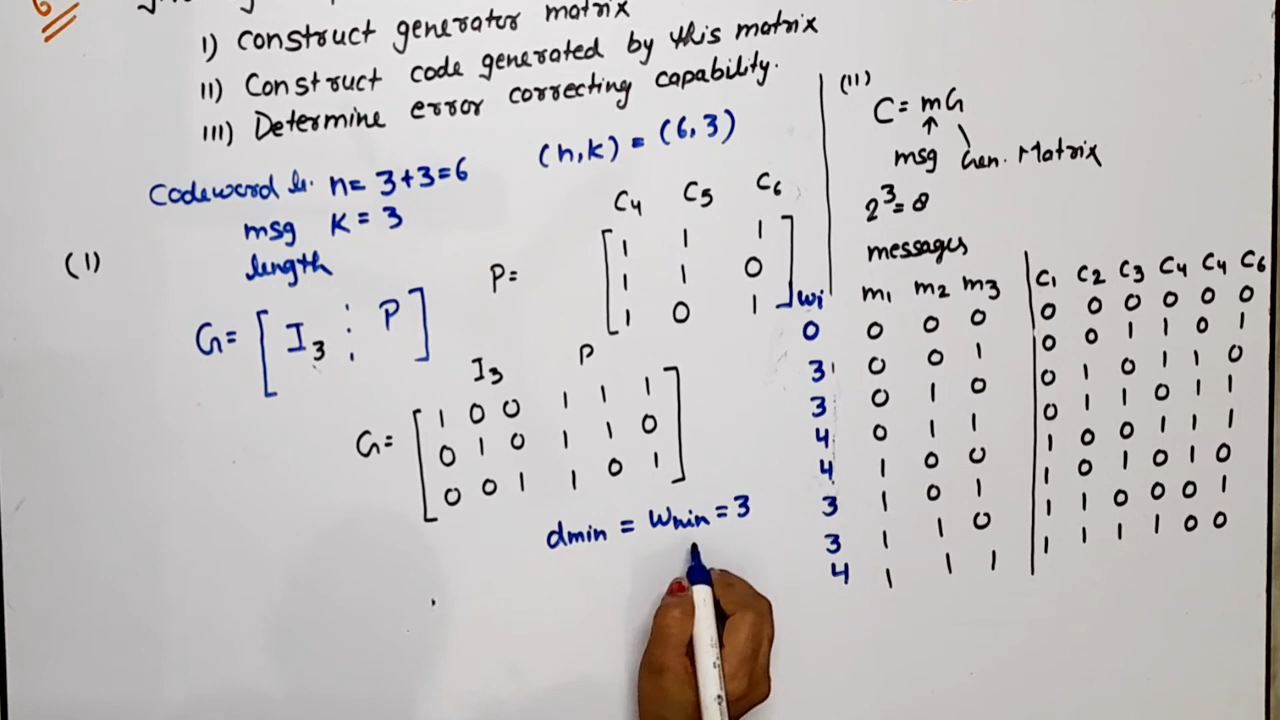 I) Construct generator matrix
II) Construct code generated by this matrix
III) Determine error correcting capability.
Codeword n= 3+3=6
(n,k) = (6,3)
msg K = 3
length
(I)
G= [ I3 ⋮ P ]
C4 C5 C6
P= [ 1 1 1
1 1 0
1 0 1 ]
I3 P
G= [ 1 0 0 1 1 1
0 1 0 1 1 0
0 0 1 1 0 1 ]
dmin = Wmin = 3
(II)
C = mG
↑
msg Gen. Matrix
2^3 = 8
messages
Wi m1 m2 m3 C1 C2 C3 C4 C4 C6
0 0 0 0 0 0 0 0 0 0
3 0 0 1 0 0 1 1 0 1
3 0 1 0 0 1 0 1 1 0
4 0 1 1 0 1 1 0 1 1
4 1 0 0 1 0 0 1 1 1
3 1 0 1 1 0 1 0 1 0
3 1 1 0 1 1 0 0 0 1
4 1 1 1 1 1 1 1 0 0